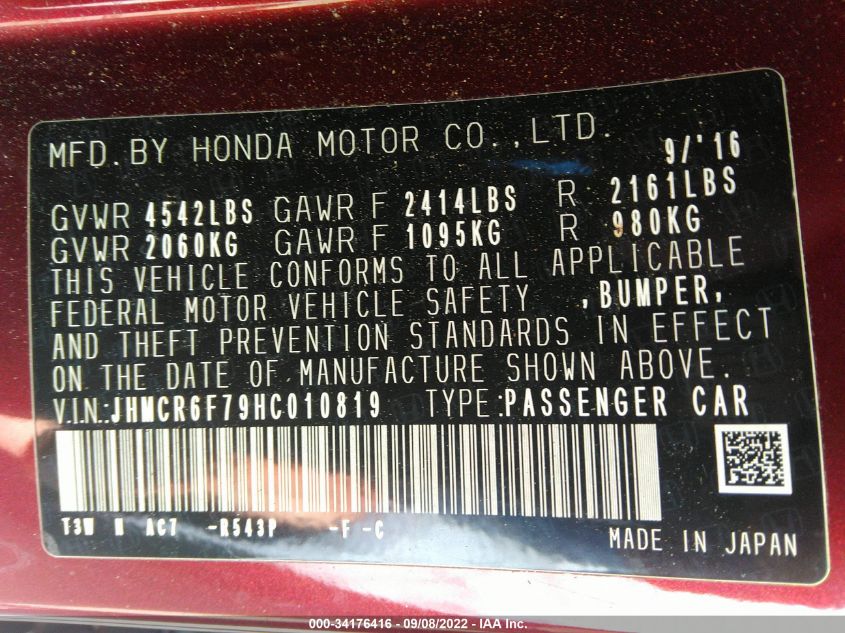 MFD.BY HONDA MOTOR CO.,LTD. 9/'16
GVWR 4542LBS GAWR F 2414LBS R 2161LBS
GVWR 2060KG GAWR F 1095KG R 980KG
THIS VEHICLE CONFORMS TO ALL APPLICABLE
FEDERAL MOTOR VEHICLE SAFETY ,BUMPER,
AND THEFT PREVENTION STANDARDS IN EFFECT
ON THE DATE OF MANUFACTURE SHOWN ABOVE.
V.I.N.:JHMCR6F79HC010819 TYPE:PASSENGER CAR
T3W N AC7 -R543P -F -C
MADE IN JAPAN
000-34176416 - 09/08/2022 - IAA Inc.